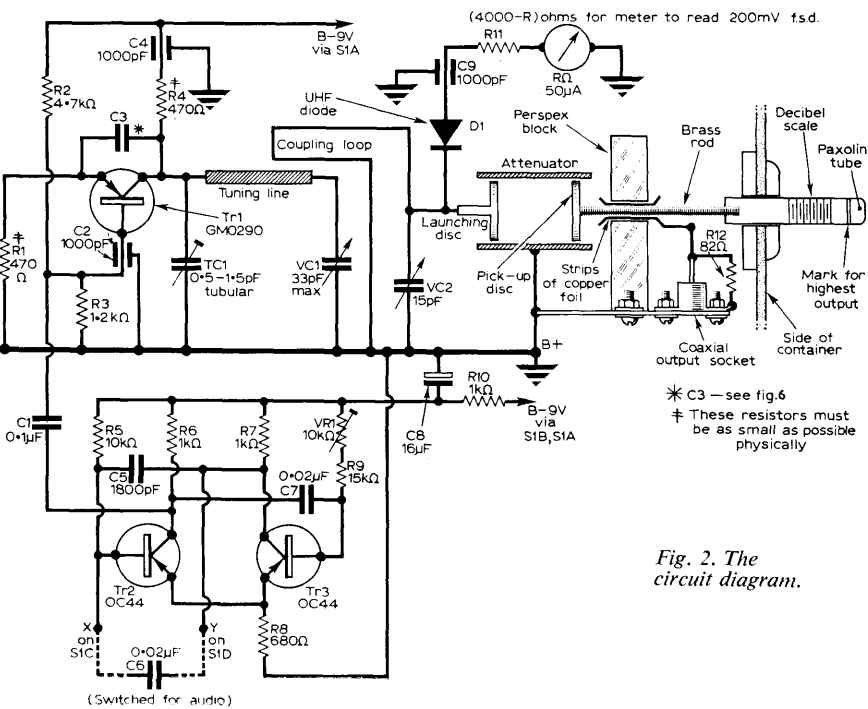 (4000-R)ohms for meter to read 200mV f.s.d.
B-9V
via S1A
C4
1000pF
R11
RΩ
50μA
C9
1000pF
R2
4·7kΩ
‡
R4
470Ω
C3 *
UHF
diode
D1
Perspex
block
Brass
rod
Decibel
scale
Paxolin
tube
Coupling loop
Attenuator
Tuning line
Tr1
GM0290
Launching
disc
C2
1000pF
‡
R1
470
Ω
R3
1·2kΩ
TC1
0·5-1·5pF
tubular
VC1
33pF
max
VC2
15pF
Pick-up
disc
Strips
of copper
foil
R12
82Ω
Mark for
highest
output
B+
Coaxial
output socket
Side of
container
* C3 — see fig.6
‡ These resistors must
be as small as possible
physically
C1
0·1μF
R5
10kΩ
R6
1kΩ
R7
1kΩ
VR1
10kΩ
R10
1kΩ
C8
16μF
B-9V
via
S1B,S1A
C5
1800pF
0·02μF
C7
R9
15kΩ
Tr2
OC44
Tr3
OC44
R8
680Ω
X
on
S1C
Y
on
S1D
0·02μF
C6
(Switched for audio)
Fig. 2. The
circuit diagram.